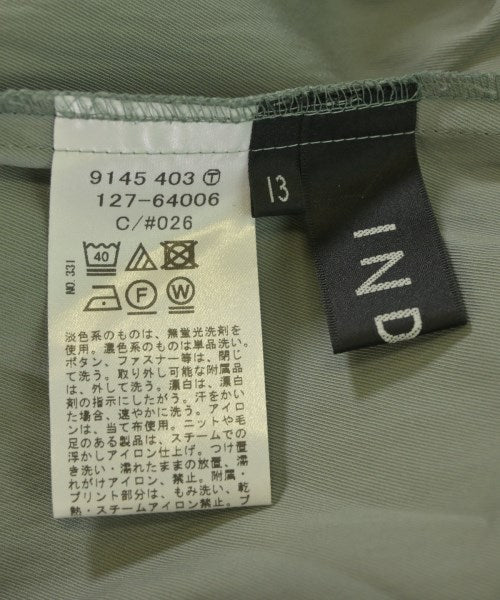 9145 403 Ⓣ
127-64006
C/#026
40
F W
NO.331
淡色系のものは、無蛍光洗剤を
使用。濃色系のものは単品洗い。
ボタン、ファスナー等は、閉じ
て洗う。取り外し可能な附属品
は、外して洗う。漂白は、漂白
剤の指示にしたがう。汗をかい
た場合、速やかに洗う。アイロ
ンは、当て布使用。ニットや毛
足のある製品は、スチームでの
浮かしアイロン仕上げ。つけ置
き洗い・濡れたままの放置、濡
れがけアイロン、禁止。附属・
プリント部分は、もみ洗い、乾
熱・スチームアイロン禁止。プ
13
IND